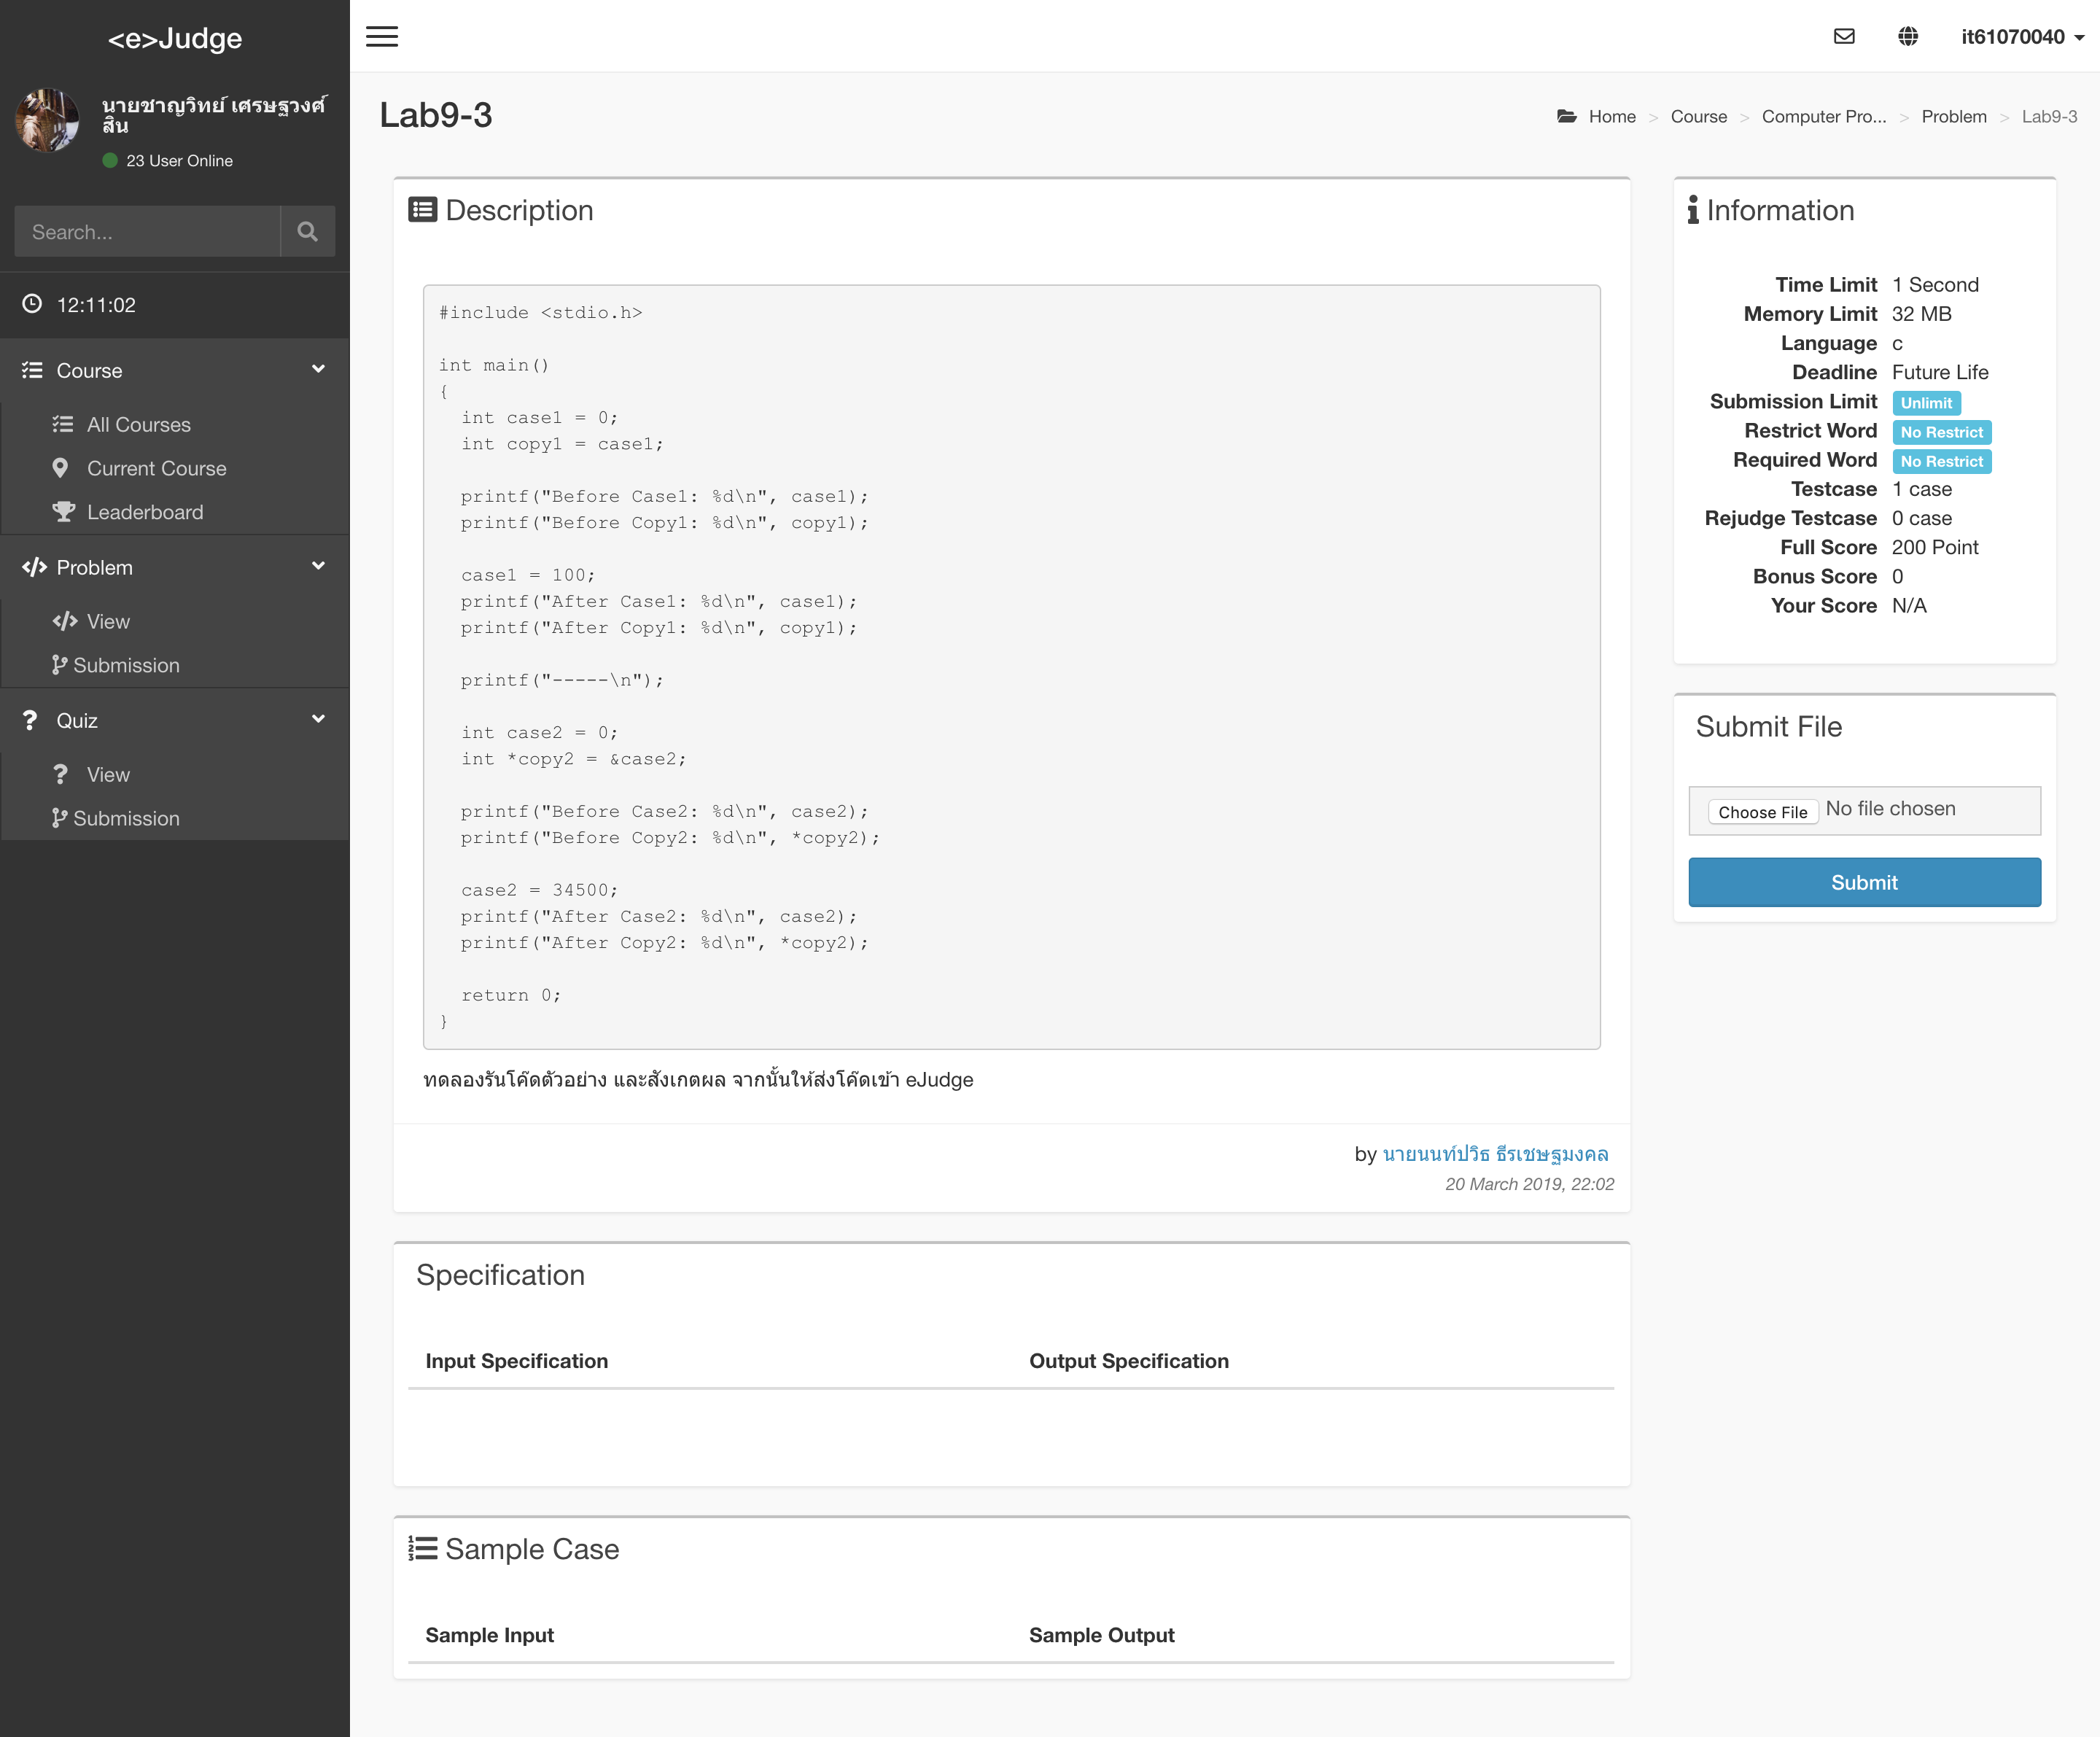 <e>Judge
นายชาญวิทย์ เศรษฐวงศ์
สิน
23 User Online
Search...
12:11:02
Course
All Courses
Current Course
Leaderboard
Problem
View
Submission
Quiz
View
Submission
it61070040
Lab9-3
Home > Course > Computer Pro... > Problem > Lab9-3
Description
#include <stdio.h>
int main()
{
  int case1 = 0;
  int copy1 = case1;
  printf("Before Case1: %d\n", case1);
  printf("Before Copy1: %d\n", copy1);
  case1 = 100;
  printf("After Case1: %d\n", case1);
  printf("After Copy1: %d\n", copy1);
  printf("-----\n");
  int case2 = 0;
  int *copy2 = &case2;
  printf("Before Case2: %d\n", case2);
  printf("Before Copy2: %d\n", *copy2);
  case2 = 34500;
  printf("After Case2: %d\n", case2);
  printf("After Copy2: %d\n", *copy2);
  return 0;
}
ทดลองรันโค๊ดตัวอย่าง และสังเกตผล จากนั้นให้ส่งโค๊ดเข้า eJudge
by นายนนท์ปวิธ ธีรเชษฐมงคล
20 March 2019, 22:02
Specification
Input Specification Output Specification
Sample Case
Sample Input Sample Output
Information
Time Limit 1 Second
Memory Limit 32 MB
Language c
Deadline Future Life
Submission Limit Unlimit
Restrict Word No Restrict
Required Word No Restrict
Testcase 1 case
Rejudge Testcase 0 case
Full Score 200 Point
Bonus Score 0
Your Score N/A
Submit File
Choose File No file chosen
Submit